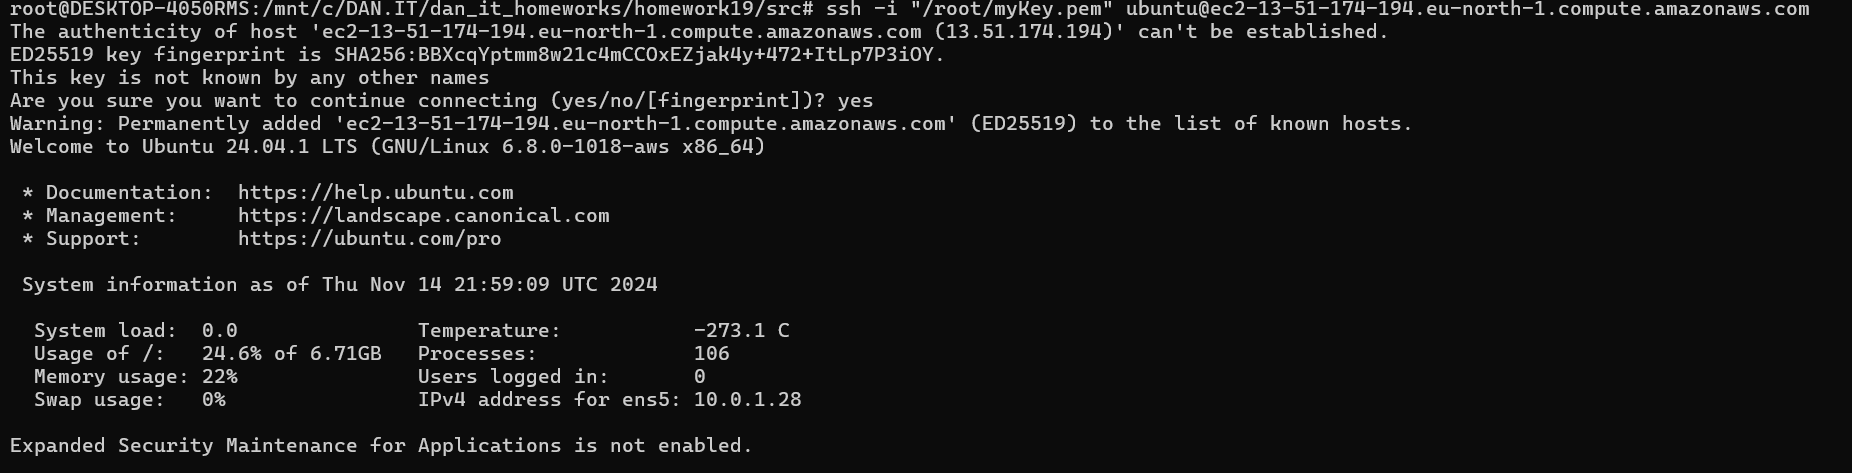 root@DESKTOP-4050RMS:/mnt/c/DAN.IT/dan_it_homeworks/homework19/src# ssh -i "/root/myKey.pem" ubuntu@ec2-13-51-174-194.eu-north-1.compute.amazonaws.com
The authenticity of host 'ec2-13-51-174-194.eu-north-1.compute.amazonaws.com (13.51.174.194)' can't be established.
ED25519 key fingerprint is SHA256:BBXcqYptmm8w21c4mCCOxEZjak4y+472+ItLp7P3iOY.
This key is not known by any other names
Are you sure you want to continue connecting (yes/no/[fingerprint])? yes
Warning: Permanently added 'ec2-13-51-174-194.eu-north-1.compute.amazonaws.com' (ED25519) to the list of known hosts.
Welcome to Ubuntu 24.04.1 LTS (GNU/Linux 6.8.0-1018-aws x86_64)

 * Documentation:  https://help.ubuntu.com
 * Management:     https://landscape.canonical.com
 * Support:        https://ubuntu.com/pro

 System information as of Thu Nov 14 21:59:09 UTC 2024

  System load:  0.0               Temperature:           -273.1 C
  Usage of /:   24.6% of 6.71GB   Processes:             106
  Memory usage: 22%               Users logged in:       0
  Swap usage:   0%                IPv4 address for ens5: 10.0.1.28

Expanded Security Maintenance for Applications is not enabled.